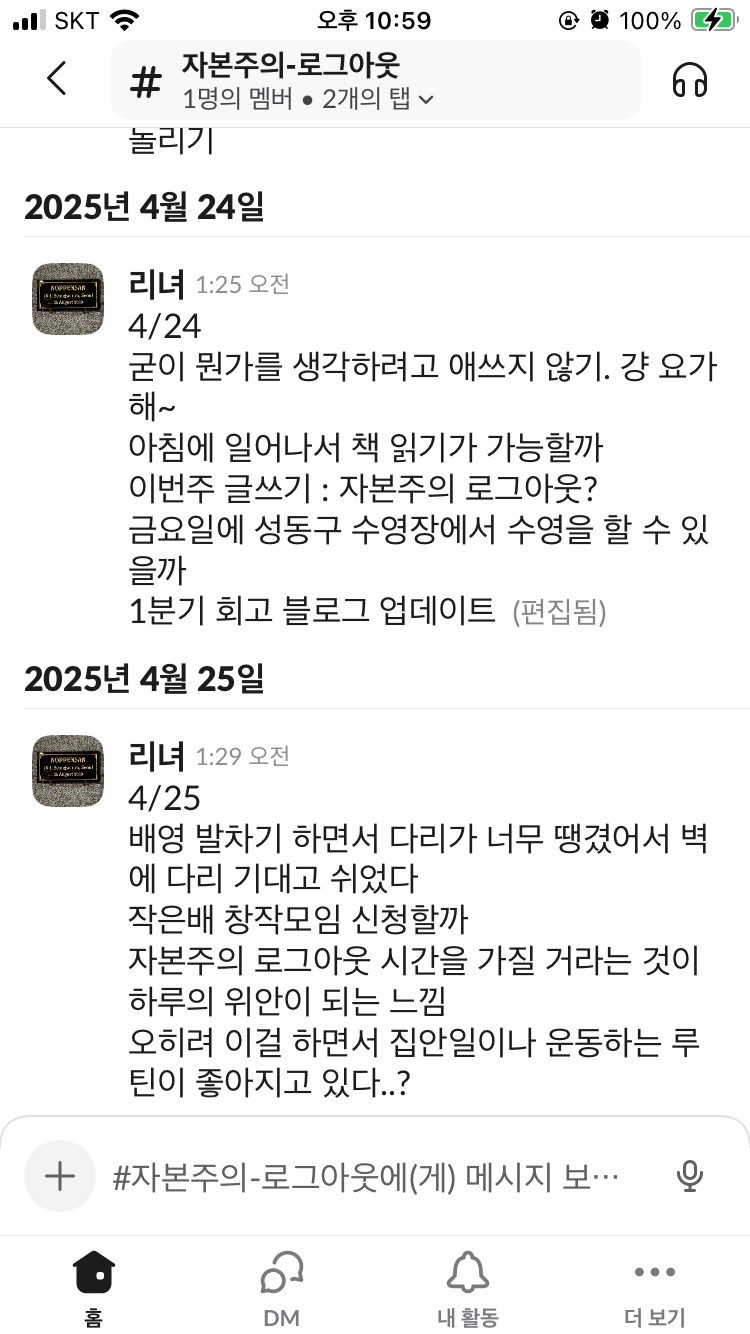 SKT 오후 10:59 100%
자본주의-로그아웃
1명의 멤버 • 2개의 탭
놀리기
2025년 4월 24일
리녀 1:25 오전
4/24
굳이 뭔가를 생각하려고 애쓰지 않기. 걍 요가
해~
아침에 일어나서 책 읽기가 가능할까
이번주 글쓰기 : 자본주의 로그아웃?
금요일에 성동구 수영장에서 수영을 할 수 있
을까
1분기 회고 블로그 업데이트 (편집됨)
2025년 4월 25일
리녀 1:29 오전
4/25
배영 발차기 하면서 다리가 너무 땡겼어서 벽
에 다리 기대고 쉬었다
작은배 창작모임 신청할까
자본주의 로그아웃 시간을 가질 거라는 것이
하루의 위안이 되는 느낌
오히려 이걸 하면서 집안일이나 운동하는 루
틴이 좋아지고 있다..?
#자본주의-로그아웃에(게) 메시지 보…
홈 DM 내 활동 더 보기